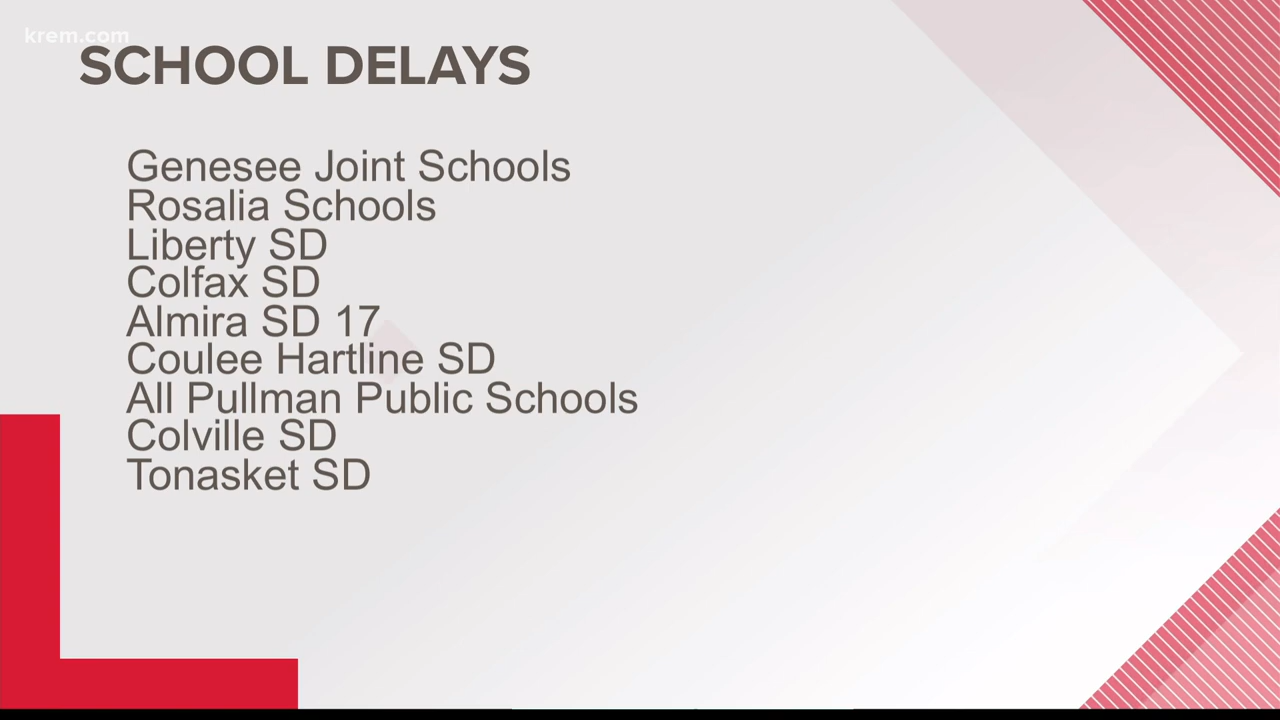 krem.com
SCHOOL DELAYS
Genesee Joint Schools
Rosalia Schools
Liberty SD
Colfax SD
Almira SD 17
Coulee Hartline SD
All Pullman Public Schools
Colville SD
Tonasket SD